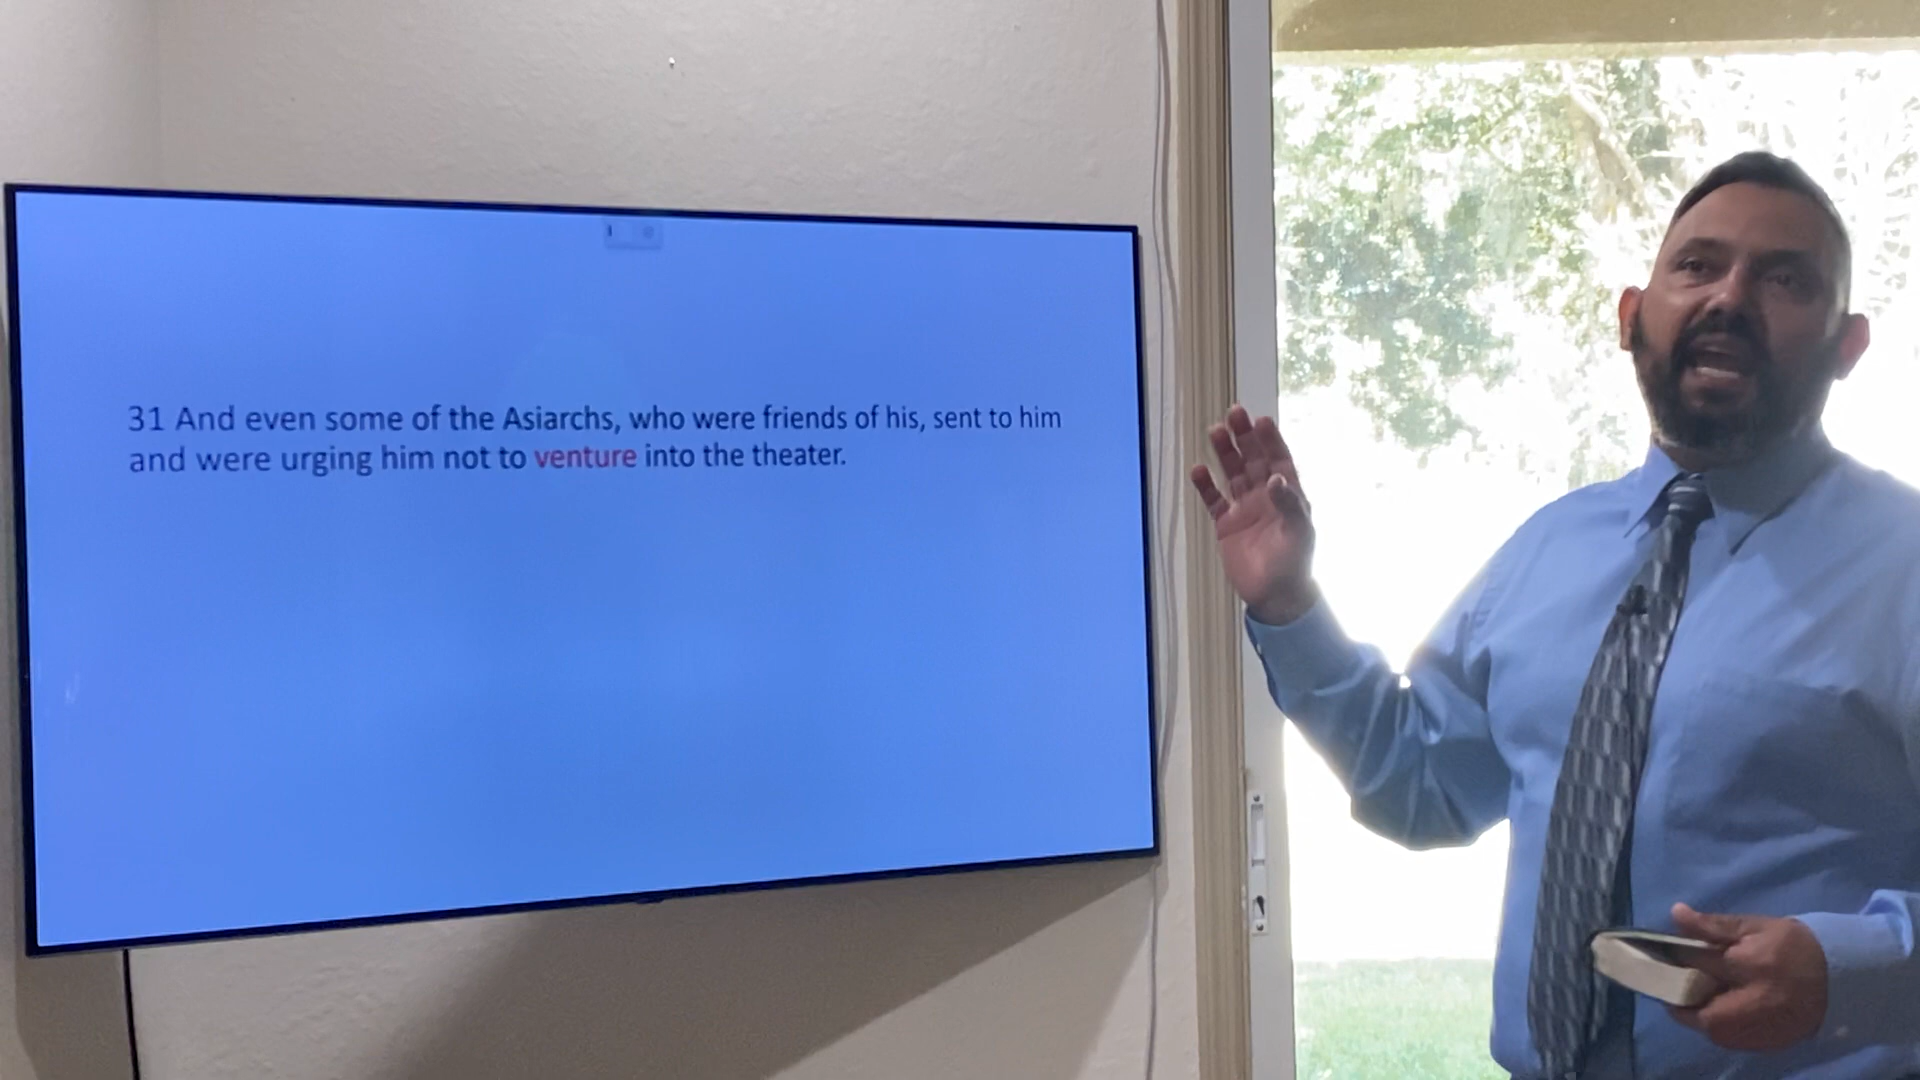 31 And even some of the Asiarchs, who were friends of his, sent to him
and were urging him not to venture into the theater.